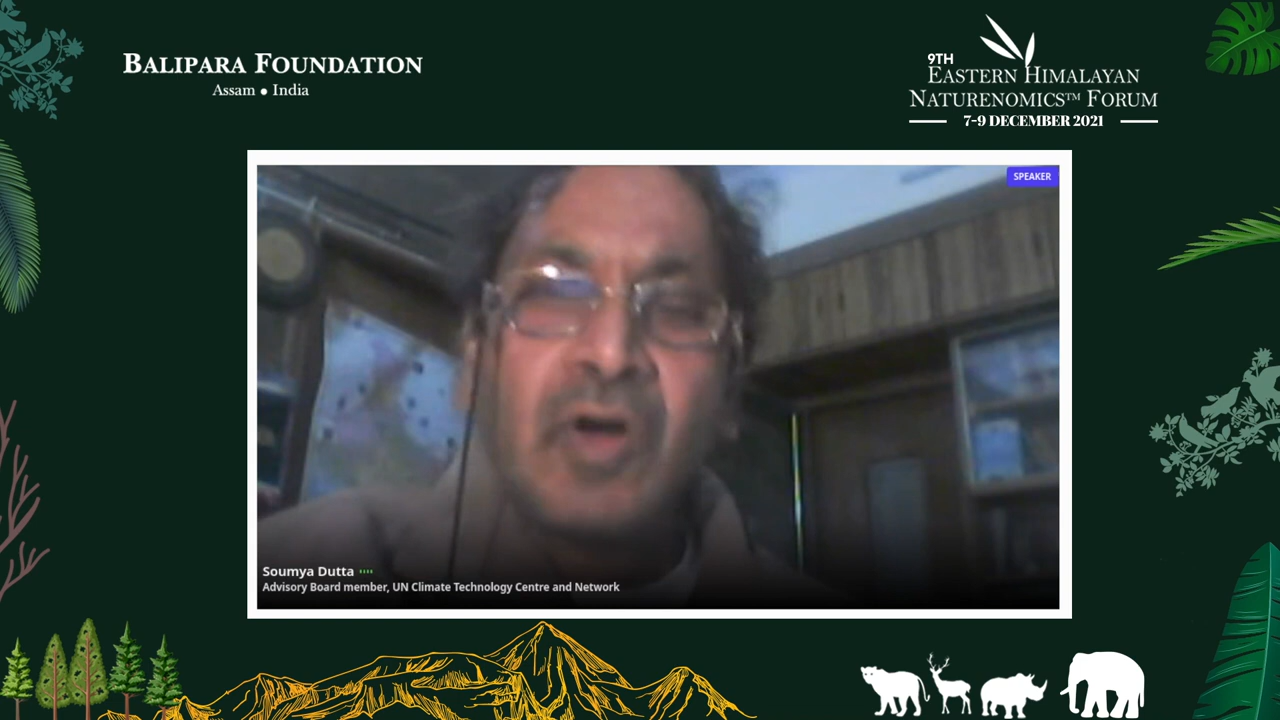 BALIPARA FOUNDATION
Assam ● India
9TH
EASTERN HIMALAYAN
NATURENOMICS™ FORUM
7-9 DECEMBER 2021
SPEAKER
Soumya Dutta
Advisory Board member, UN Climate Technology Centre and Network